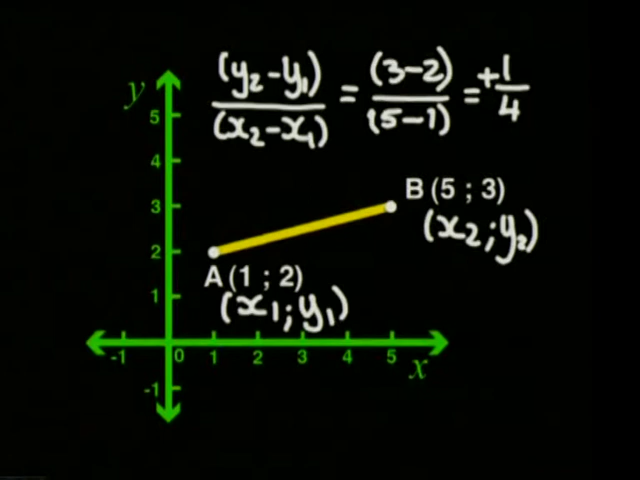 (y₂-y₁)/(x₂-x₁) = (3-2)/(5-1) = +1/4
y
5
4
3
2
1
-1
B (5 ; 3)
(x₂;y₂)
A (1 ; 2)
(x₁;y₁)
-1 0 1 2 3 4 5
x